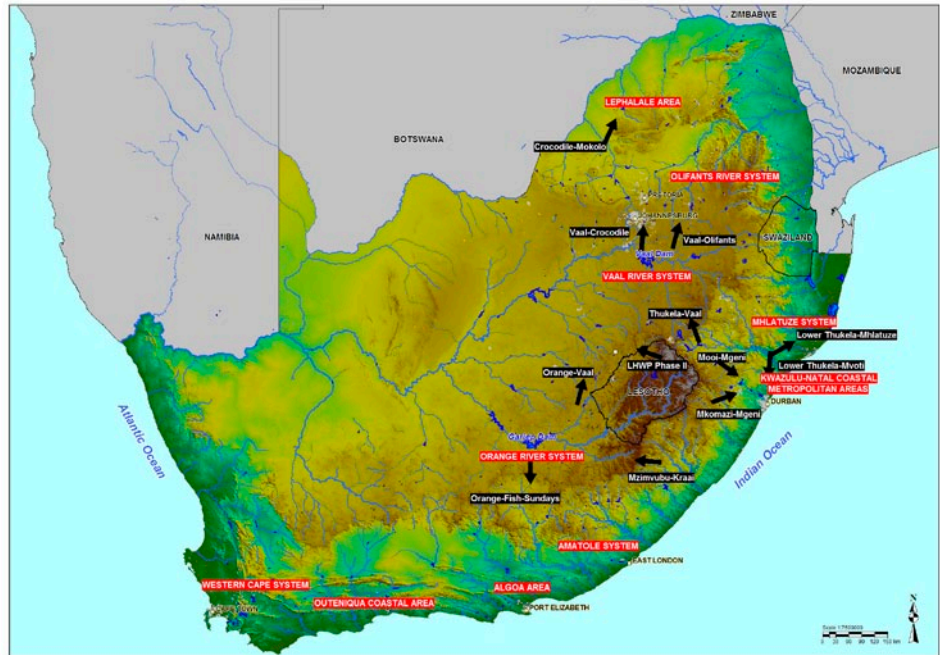 ZIMBABWE
MOZAMBIQUE
LEPHALALE AREA
BOTSWANA
Crocodile-Mokolo
OLIFANTS RIVER SYSTEM
PRETORIA
JOHANNESBURG
Vaal-Crocodile
NAMIBIA
Vaal-Olifants
SWAZILAND
Vaal Dam
VAAL RIVER SYSTEM
Thukela-Vaal
MHLATUZE SYSTEM
Lower Thukela-Mhlatuze
Mooi-Mgeni
LHWP Phase II
Lower Thukela-Mvoti
Orange-Vaal
KWAZULU-NATAL COASTAL
METROPOLITAN AREAS
LESOTHO
DURBAN
Atlantic Ocean
Mkomazi-Mgeni
Gariep Dam
Indian Ocean
ORANGE RIVER SYSTEM
Mzimvubu-Kraai
Orange-Fish-Sundays
AMATOLE SYSTEM
EAST LONDON
WESTERN CAPE SYSTEM
ALGOA AREA
OUTENIQUA COASTAL AREA
CAPE TOWN
PORT ELIZABETH
N